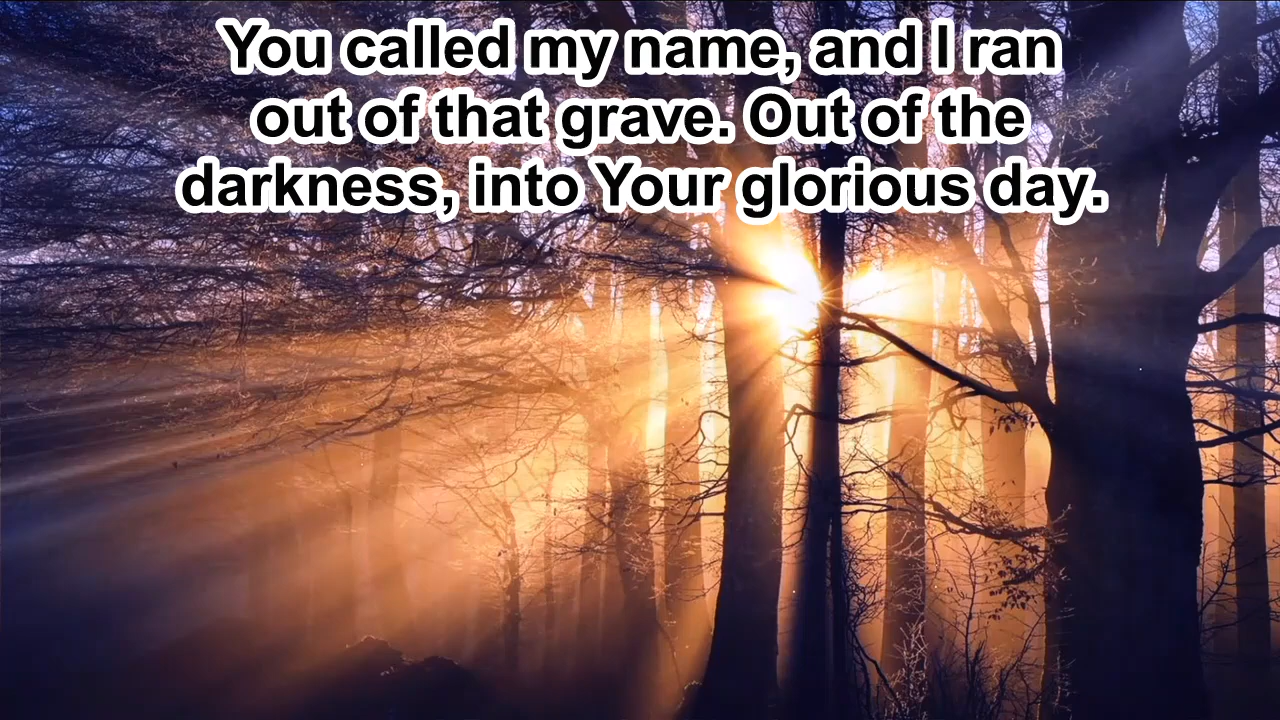 You called my name, and I ran
out of that grave. Out of the
darkness, into Your glorious day.